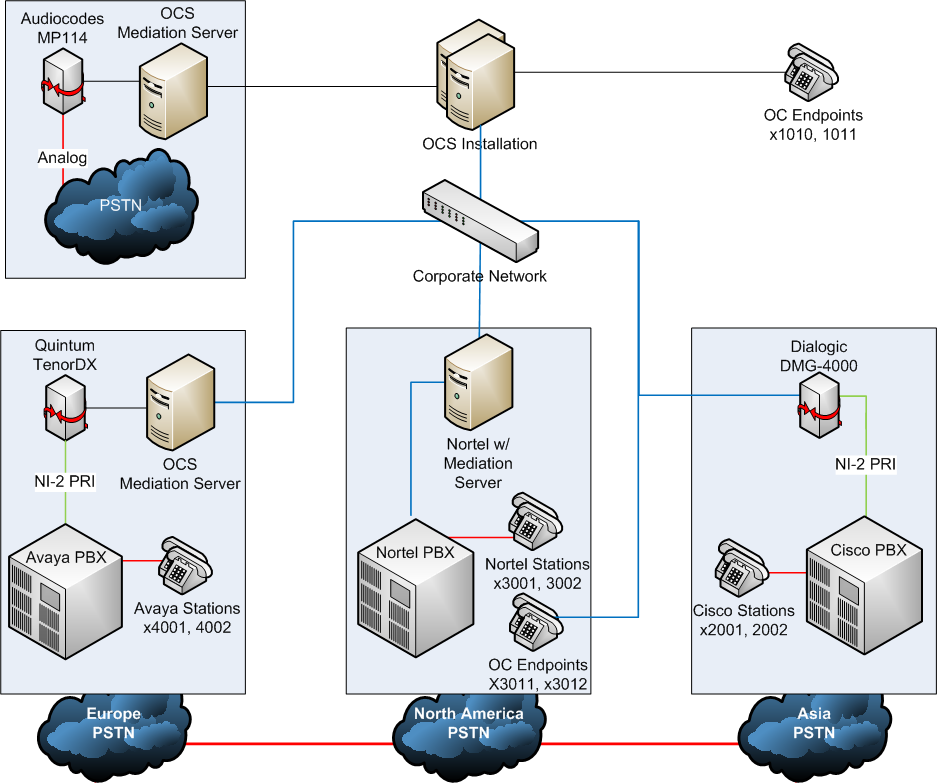 Audiocodes
MP114
OCS
Mediation Server
Analog
PSTN
OCS Installation
OC Endpoints
x1010, 1011
Corporate Network
Quintum
TenorDX
OCS
Mediation Server
NI-2 PRI
Avaya PBX
Avaya Stations
x4001, 4002
Nortel w/
Mediation
Server
Nortel PBX
Nortel Stations
x3001, 3002
OC Endpoints
X3011, x3012
Dialogic
DMG-4000
NI-2 PRI
Cisco PBX
Cisco Stations
x2001, 2002
Europe
PSTN
North America
PSTN
Asia
PSTN